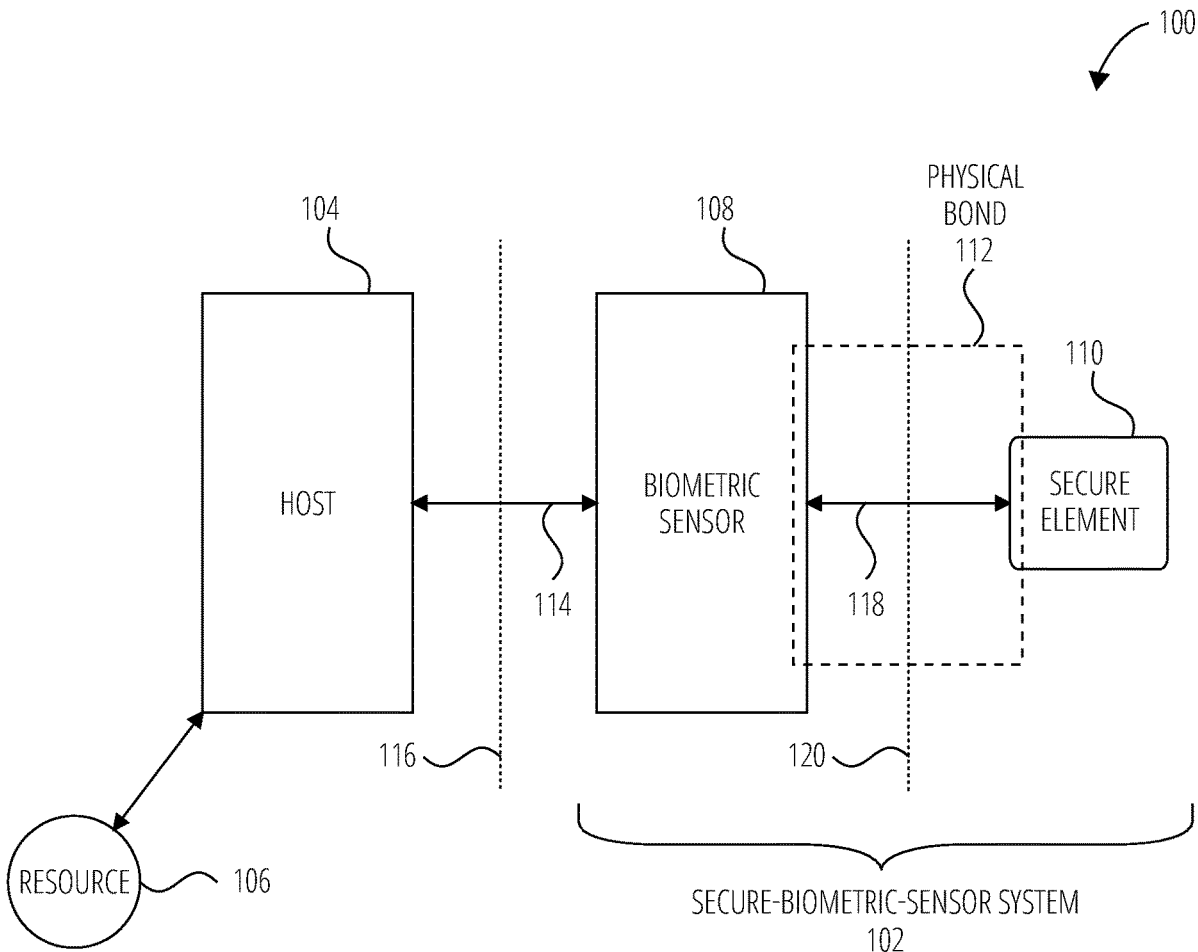 100
PHYSICAL
BOND
112
104
108
110
HOST
BIOMETRIC
SENSOR
SECURE
ELEMENT
114
118
116
120
RESOURCE
106
SECURE-BIOMETRIC-SENSOR SYSTEM
102